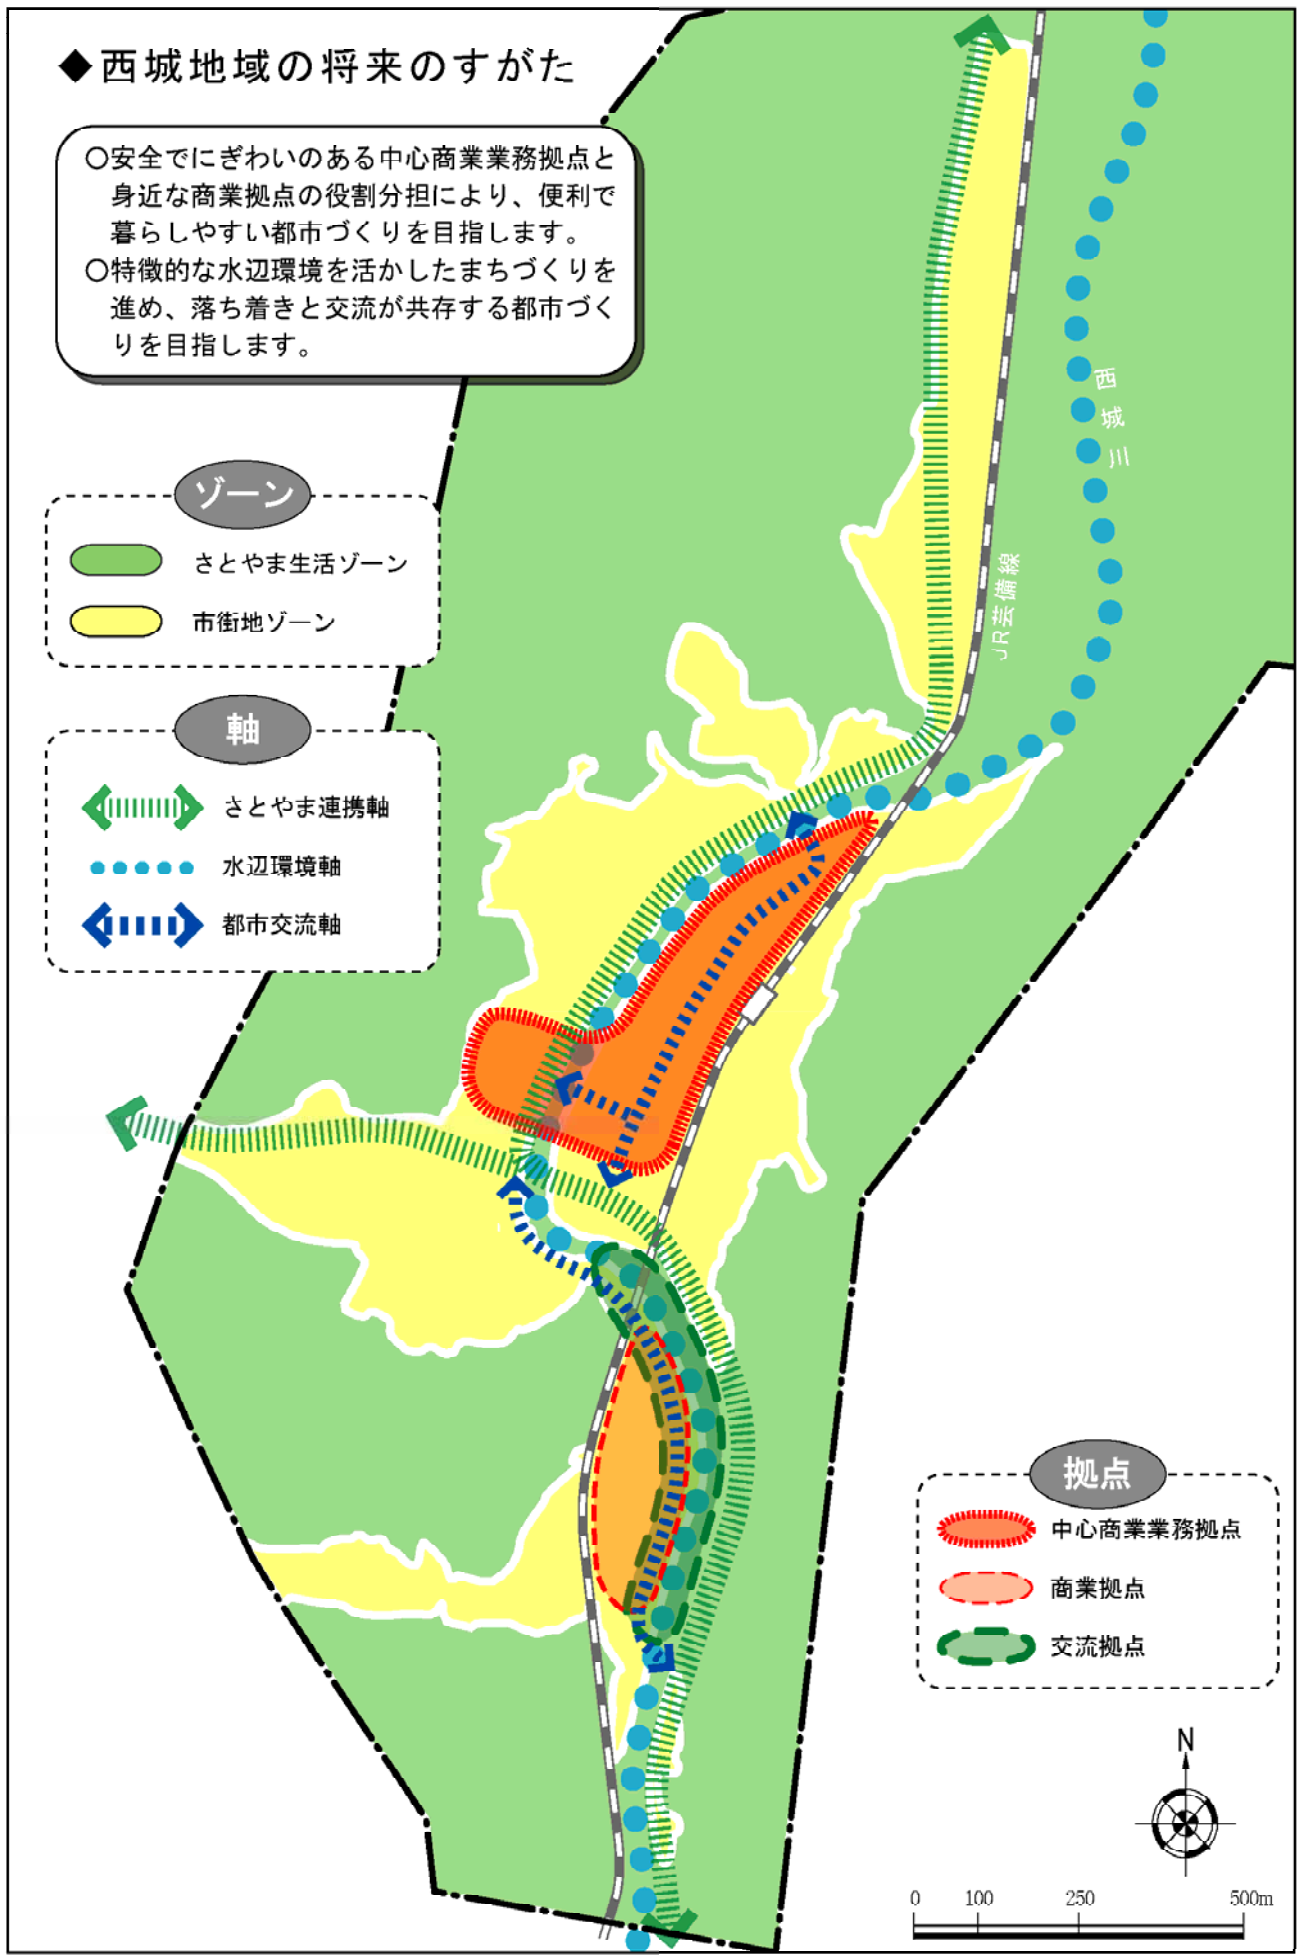 ◆西城地域の将来のすがた
○安全でにぎわいのある中心商業業務拠点と
身近な商業拠点の役割分担により、便利で
暮らしやすい都市づくりを目指します。
○特徴的な水辺環境を活かしたまちづくりを
進め、落ち着きと交流が共存する都市づく
りを目指します。
西城川
ゾーン
さとやま生活ゾーン
市街地ゾーン
JR芸備線
軸
さとやま連携軸
水辺環境軸
都市交流軸
拠点
中心商業業務拠点
商業拠点
交流拠点
N
0 100 250 500m